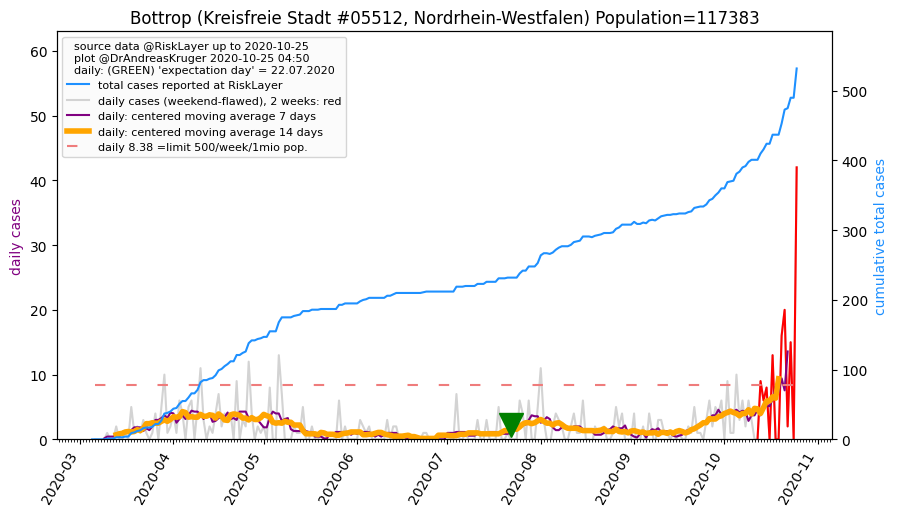 Bottrop (Kreisfreie Stadt #05512, Nordrhein-Westfalen) Population=117383
source data @RiskLayer up to 2020-10-25
plot @DrAndreasKruger 2020-10-25 04:50
daily: (GREEN) 'expectation day' = 22.07.2020
total cases reported at RiskLayer
daily cases (weekend-flawed), 2 weeks: red
daily: centered moving average 7 days
daily: centered moving average 14 days
daily 8.38 =limit 500/week/1mio pop.
daily cases
60
50
40
30
20
10
0
cumulative total cases
500
400
300
200
100
0
2020-03
2020-04
2020-05
2020-06
2020-07
2020-08
2020-09
2020-10
2020-11